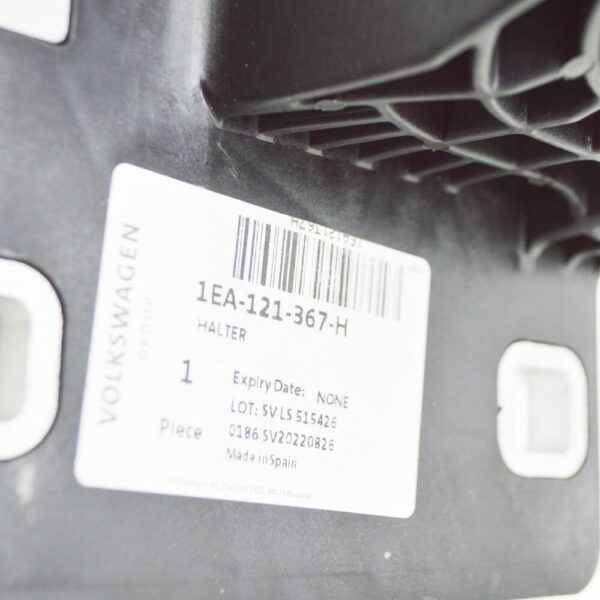 VOLKSWAGEN
GROUP
1EA-121-367-H
HALTER
1
Piece
Expiry Date: NONE
LOT: SV LS 515426
0186 SV20220826
Made in Spain